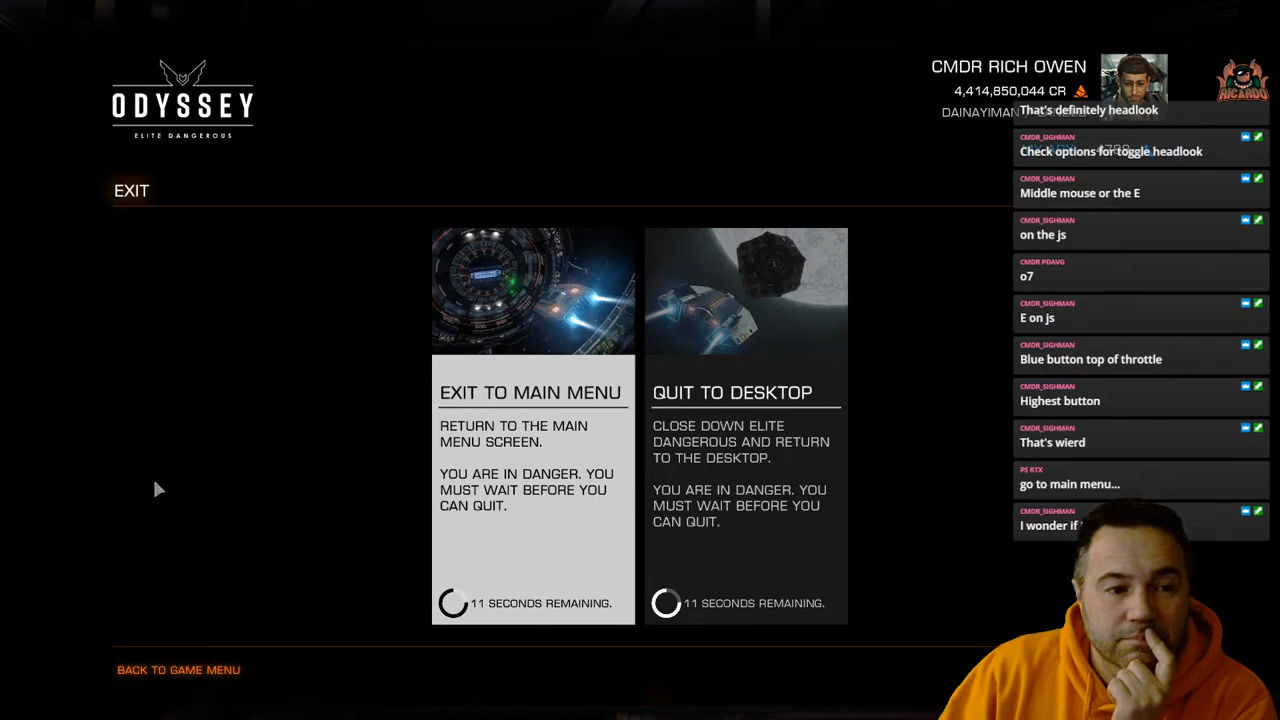 ODYSSEY
ELITE DANGEROUS
CMDR RICH OWEN
4,414,850,044 CR
DAINAYIMAN
RICARDO
EXIT
EXIT TO MAIN MENU
RETURN TO THE MAIN
MENU SCREEN.
YOU ARE IN DANGER. YOU
MUST WAIT BEFORE YOU
CAN QUIT.
11 SECONDS REMAINING.
QUIT TO DESKTOP
CLOSE DOWN ELITE
DANGEROUS AND RETURN
TO THE DESKTOP.
YOU ARE IN DANGER. YOU
MUST WAIT BEFORE YOU
CAN QUIT.
11 SECONDS REMAINING.
That's definitely headlook
CMDR_SIGHMAN
Check options for toggle headlook
CMDR_SIGHMAN
Middle mouse or the E
CMDR_SIGHMAN
on the js
CMDR PDAVG
o7
CMDR_SIGHMAN
E on js
CMDR_SIGHMAN
Blue button top of throttle
CMDR_SIGHMAN
Highest button
CMDR_SIGHMAN
That's wierd
PS RTX
go to main menu...
CMDR_SIGHMAN
I wonder if
BACK TO GAME MENU